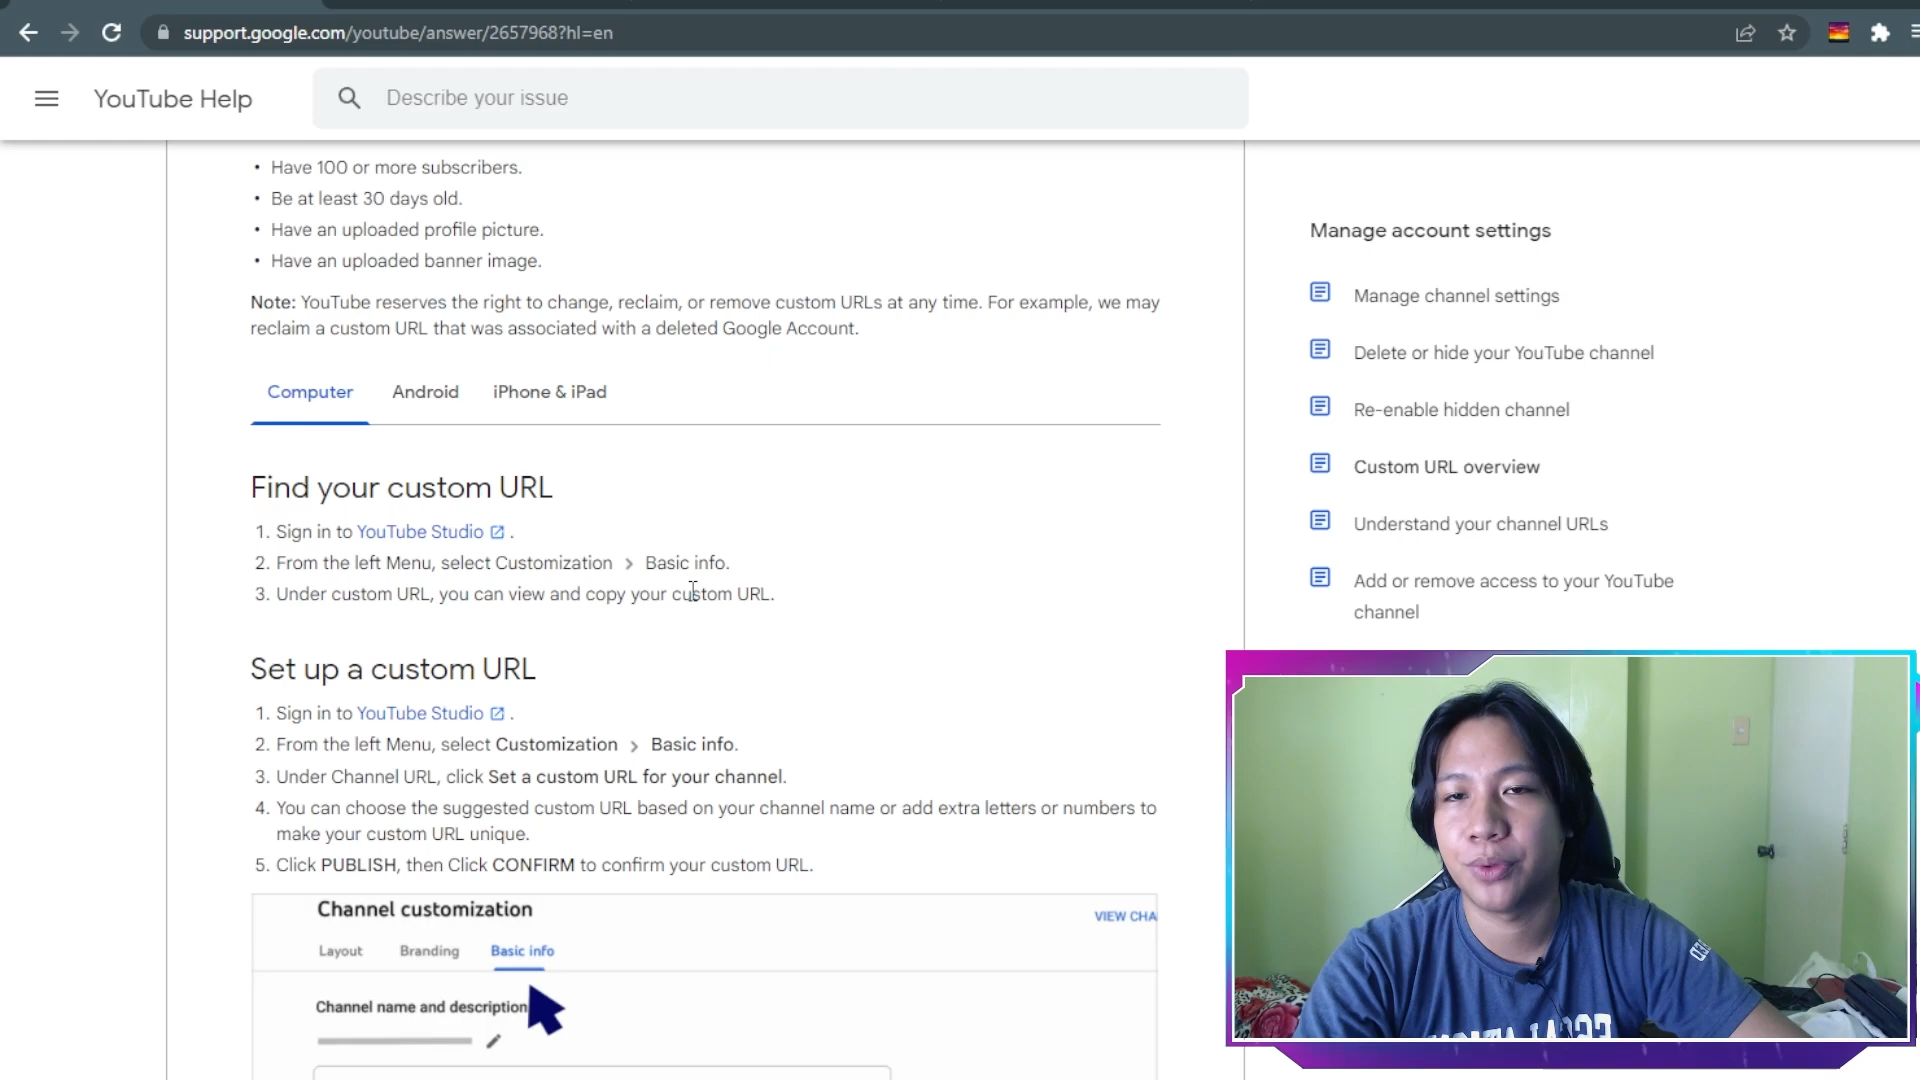 support.google.com/youtube/answer/2657968?hl=en
YouTube Help
Describe your issue
• Have 100 or more subscribers.
• Be at least 30 days old.
• Have an uploaded profile picture.
• Have an uploaded banner image.
Note: YouTube reserves the right to change, reclaim, or remove custom URLs at any time. For example, we may
reclaim a custom URL that was associated with a deleted Google Account.
Computer Android iPhone & iPad
Find your custom URL
1. Sign in to YouTube Studio .
2. From the left Menu, select Customization > Basic info.
3. Under custom URL, you can view and copy your custom URL.
Set up a custom URL
1. Sign in to YouTube Studio .
2. From the left Menu, select Customization > Basic info.
3. Under Channel URL, click Set a custom URL for your channel.
4. You can choose the suggested custom URL based on your channel name or add extra letters or numbers to
make your custom URL unique.
5. Click PUBLISH, then Click CONFIRM to confirm your custom URL.
Channel customization
VIEW CHA
Layout Branding Basic info
Channel name and description
Manage account settings
Manage channel settings
Delete or hide your YouTube channel
Re-enable hidden channel
Custom URL overview
Understand your channel URLs
Add or remove access to your YouTube
channel